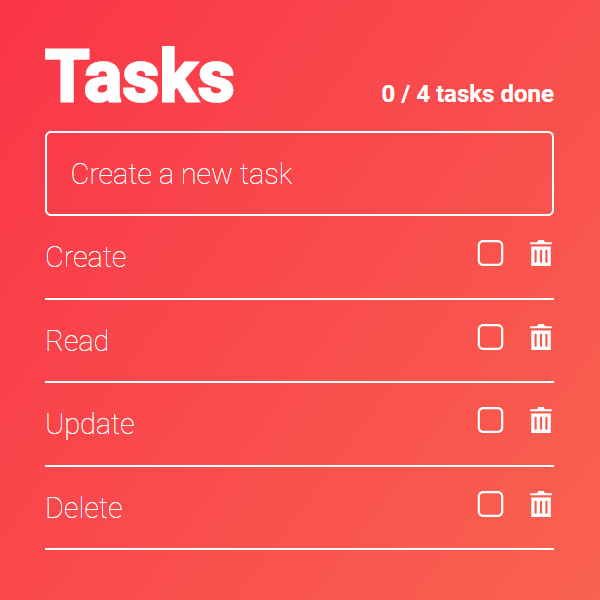 Tasks
0 / 4 tasks done
Create a new task
Create
Read
Update
Delete